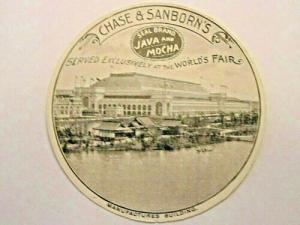 CHASE & SANBORN'S
SEAL BRAND
JAVA AND
MOCHA
SERVED EXCLUSIVELY AT THE WORLD'S FAIR
MANUFACTURES BUILDING.